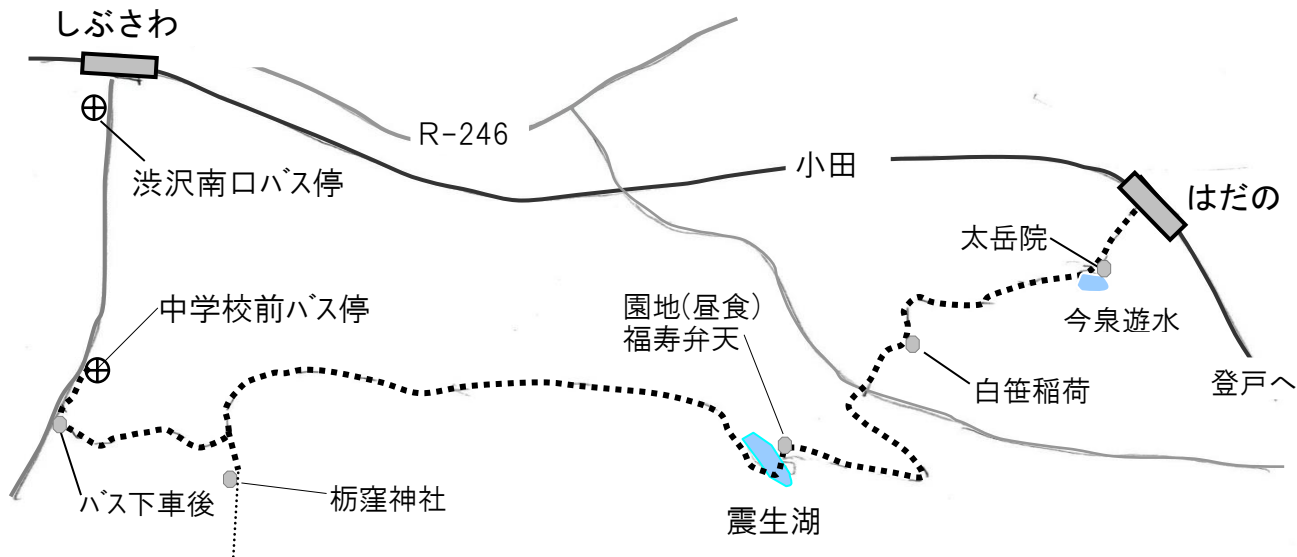 しぶさわ
R-246
渋沢南口バス停
小田
はだの
太岳院
中学校前バス停
園地(昼食)
福寿弁天
今泉遊水
白笹稲荷
登戸へ
バス下車後
栃窪神社
震生湖